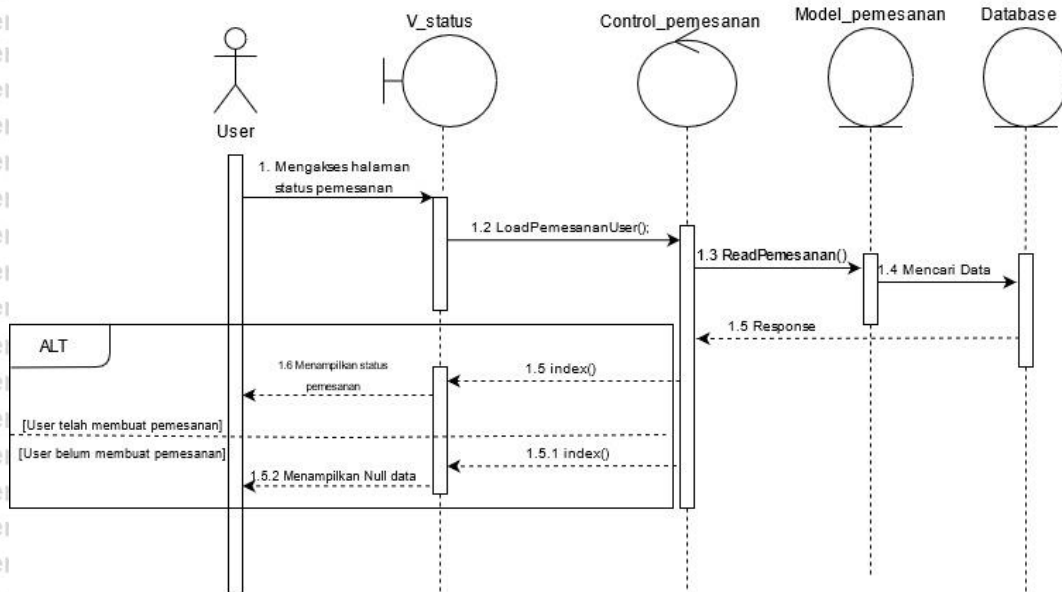 V_status
Control_pemesanan
Model_pemesanan
Database
User
1. Mengakses halaman
status pemesanan
1.2 LoadPemesananUser();
1.3 ReadPemesanan()
1.4 Mencari Data
1.5 Response
ALT
1.6 Menampilkan status
pemesanan
1.5 index()
[User telah membuat pemesanan]
[User belum membuat pemesanan]
1.5.1 index()
1.5.2 Menampilkan Null data